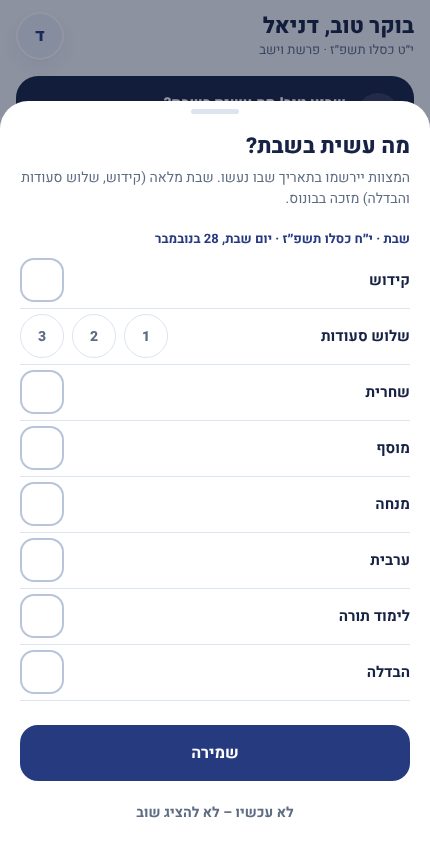 בוקר טוב, דניאל
ד
י״ט כסלו תשפ״ז · פרשת וישב
מה עשית בשבת?
המצוות יירשמו בתאריך שבו נעשו. שבת מלאה (קידוש, שלוש סעודות
והבדלה) מזכה בבונוס.
שבת · י״ח כסלו תשפ״ז · יום שבת, 28 בנובמבר
קידוש
שלוש סעודות
1 2 3
שחרית
מוסף
מנחה
ערבית
לימוד תורה
הבדלה
שמירה
לא עכשיו – לא להציג שוב